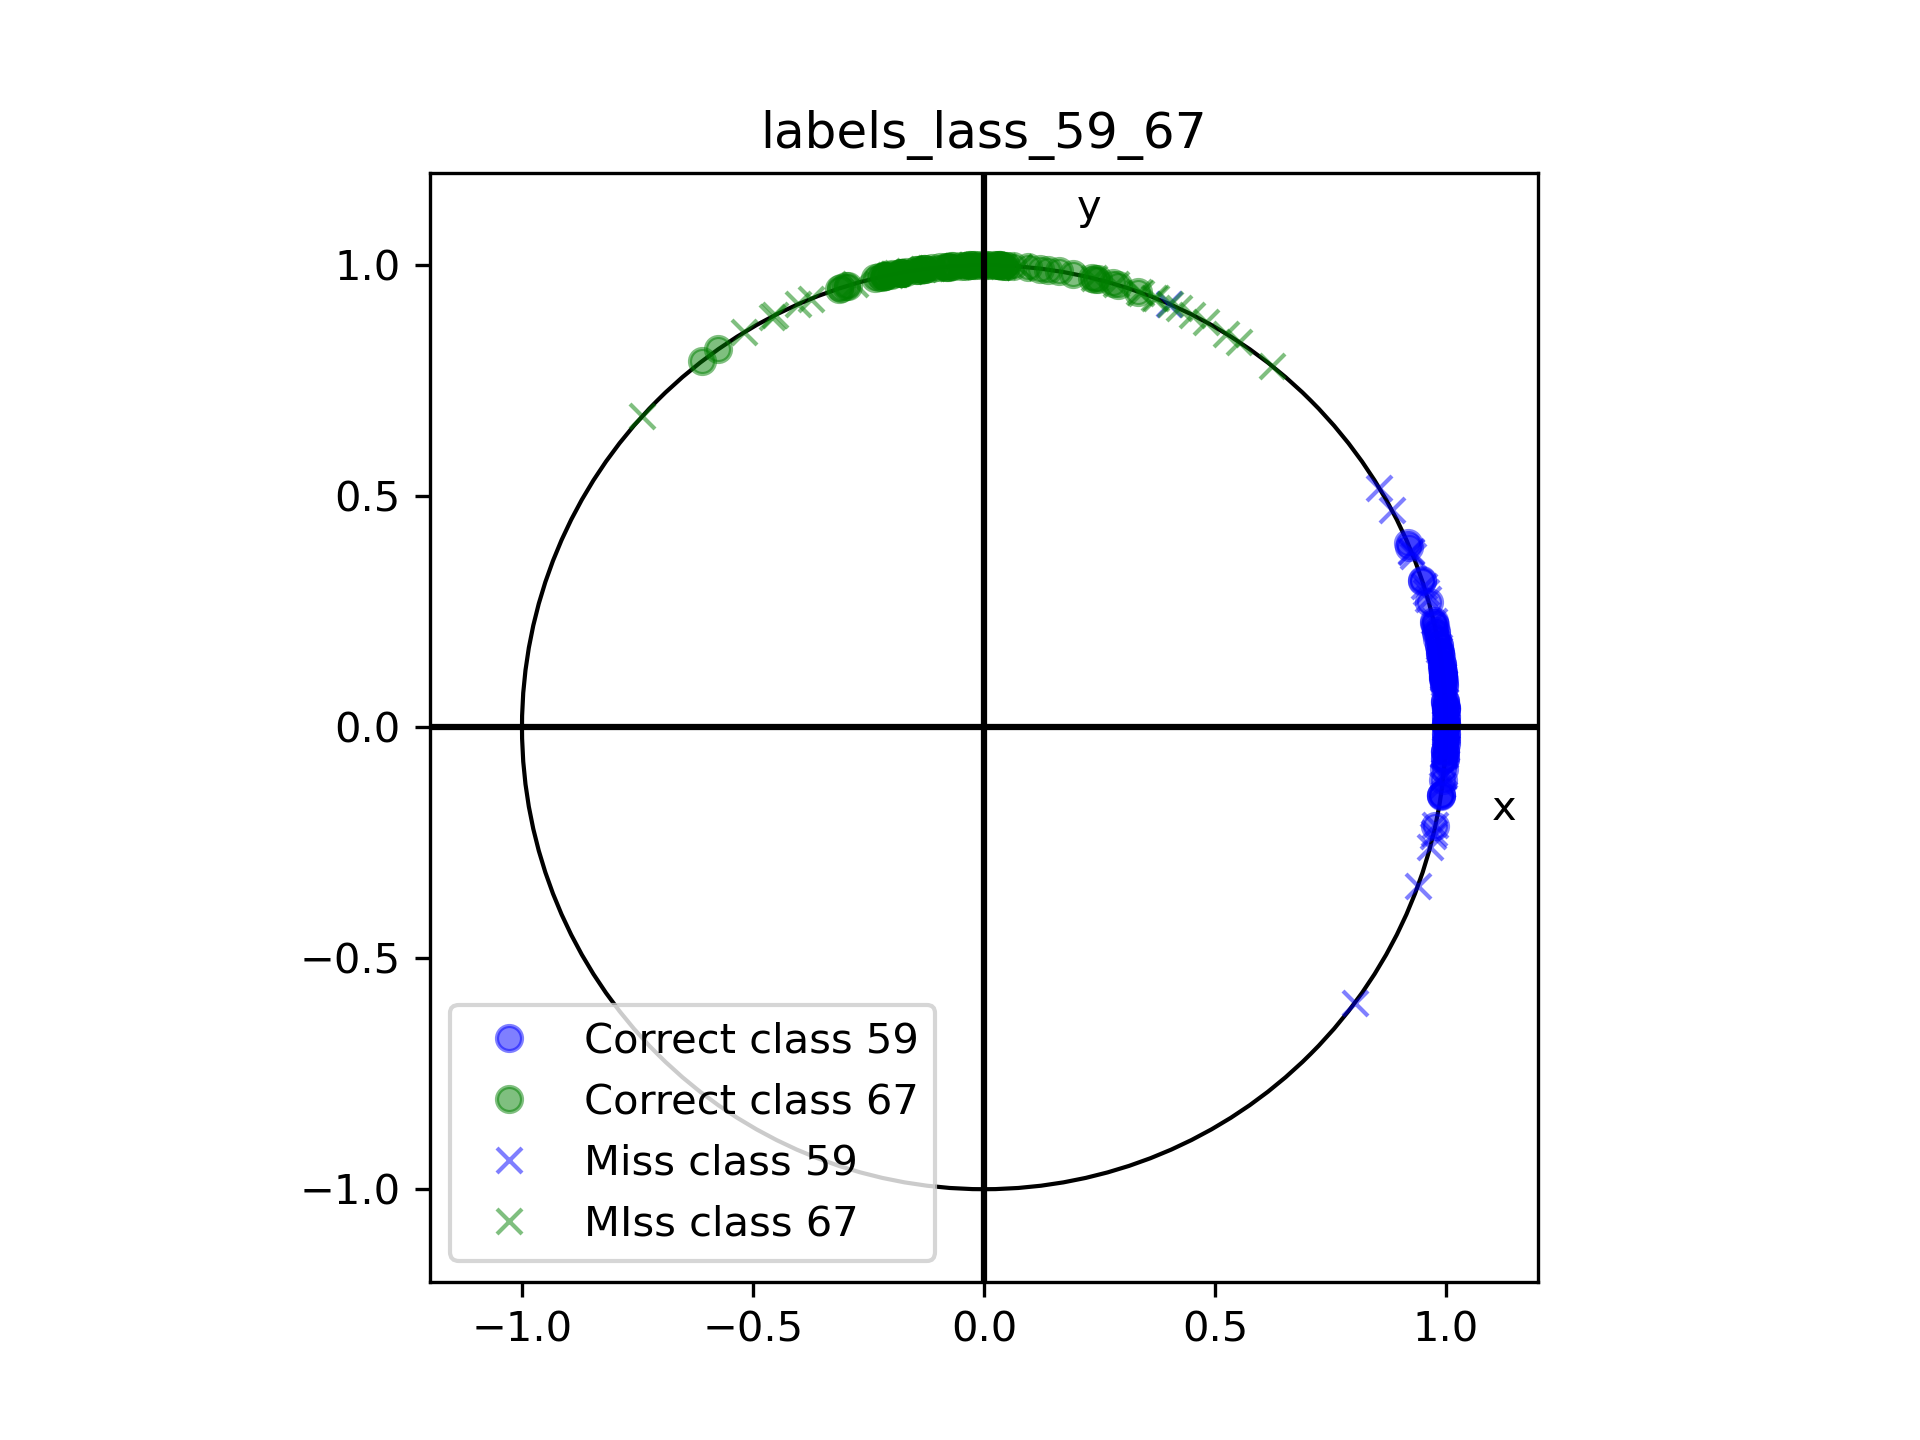 labels_lass_59_67
y
1.0
0.5
0.0
−0.5
−1.0
x
Correct class 59
Correct class 67
Miss class 59
MIss class 67
−1.0 −0.5 0.0 0.5 1.0